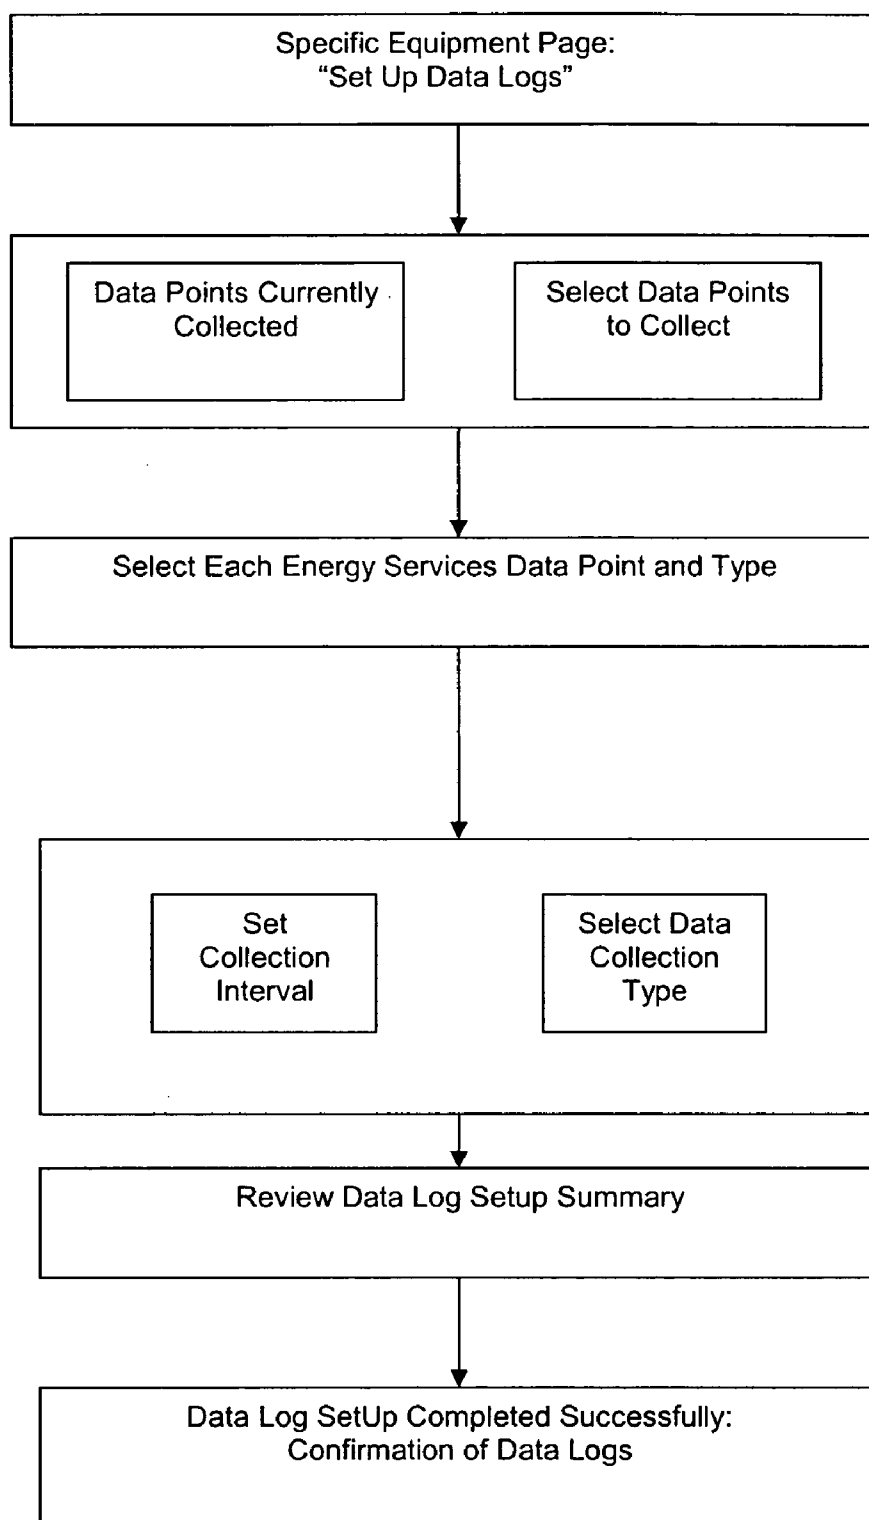 Specific Equipment Page:
“Set Up Data Logs”
Data Points Currently
Collected
Select Data Points
to Collect
Select Each Energy Services Data Point and Type
Set
Collection
Interval
Select Data
Collection
Type
Review Data Log Setup Summary
Data Log SetUp Completed Successfully:
Confirmation of Data Logs